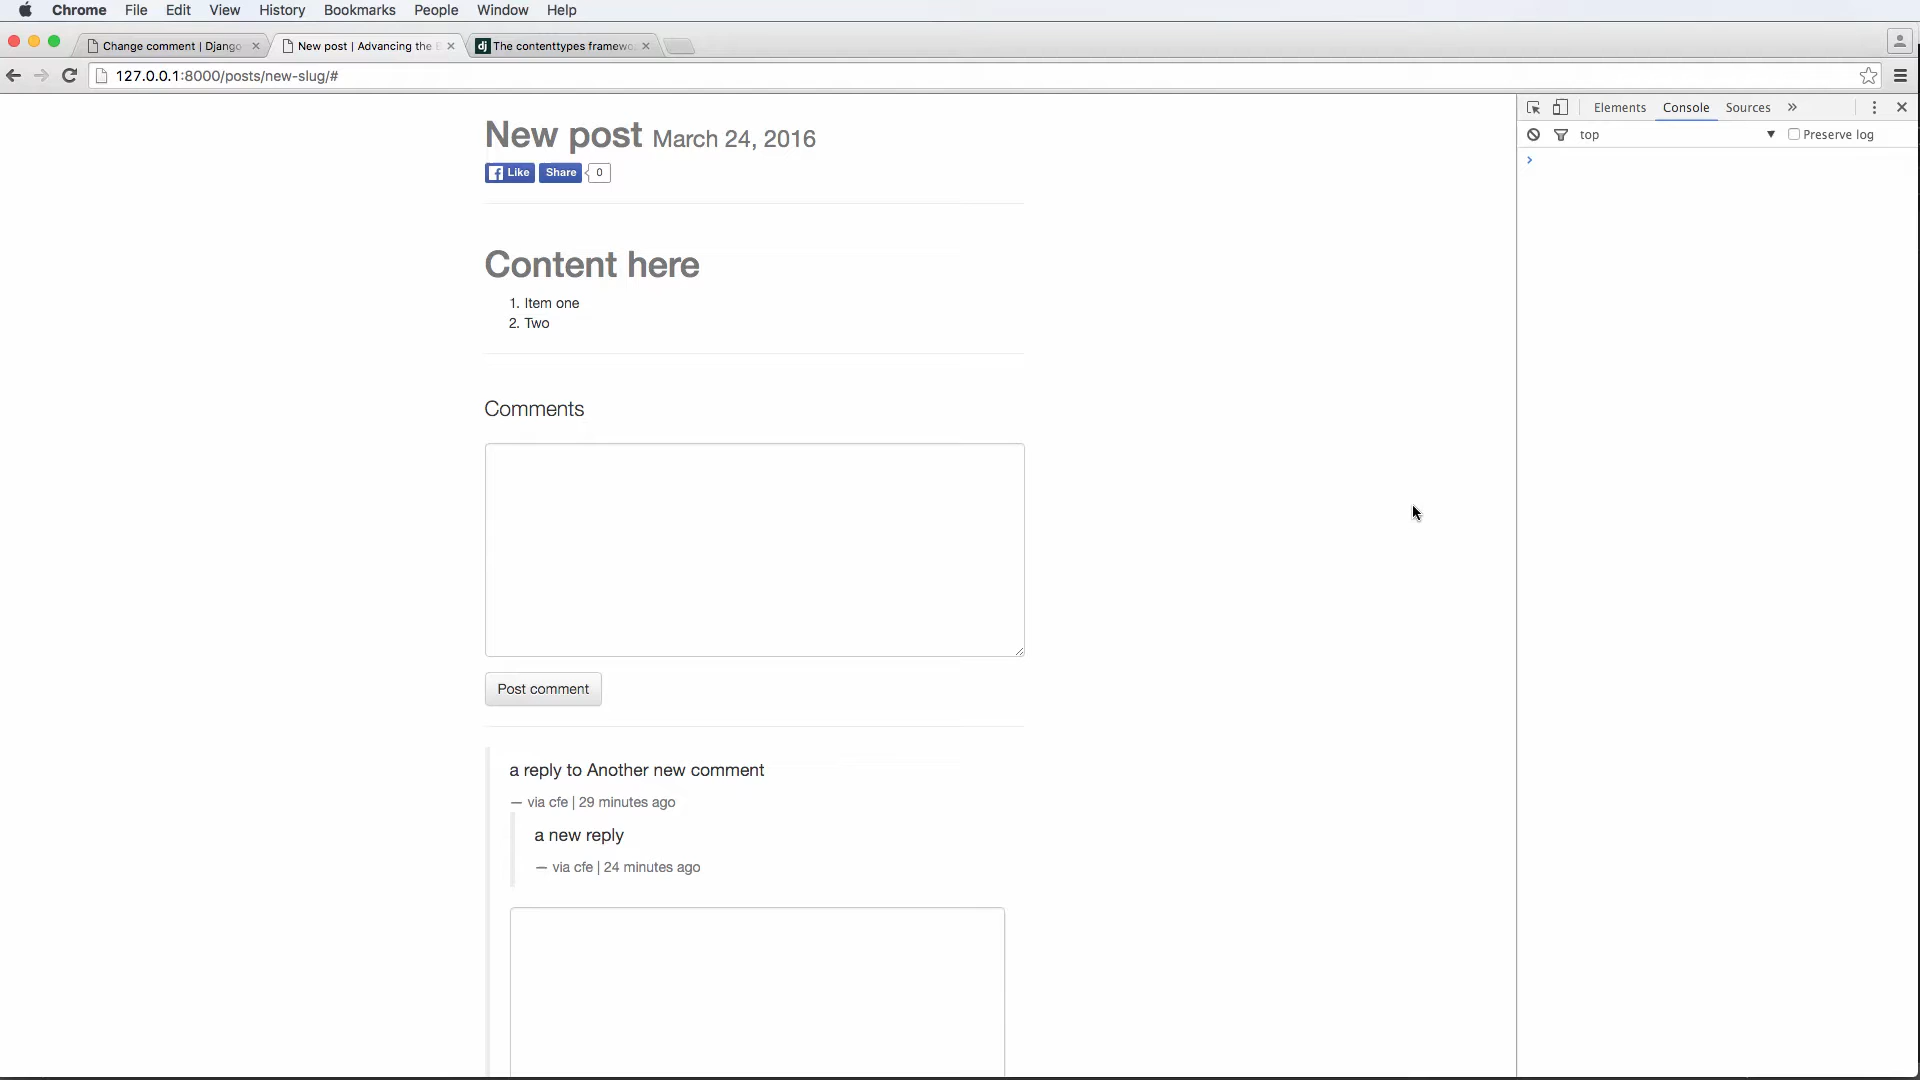 Chrome File Edit View History Bookmarks People Window Help
Change comment | Django
New post | Advancing the B
dj The contenttypes framewo
127.0.0.1:8000/posts/new-slug/#
Elements Console Sources »
top Preserve log
New post March 24, 2016
Like Share 0
Content here
1. Item one
2. Two
Comments
Post comment
a reply to Another new comment
— via cfe | 29 minutes ago
a new reply
— via cfe | 24 minutes ago